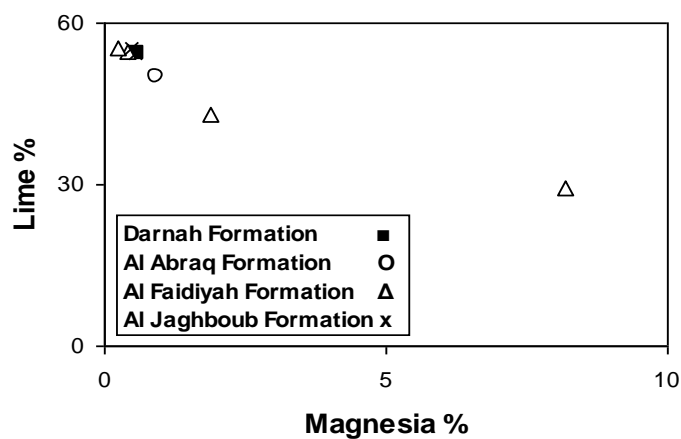 60
Lime %
30
Darnah Formation ■
Al Abraq Formation O
Al Faidiyah Formation Δ
Al Jaghboub Formation x
0
0 5 10
Magnesia %